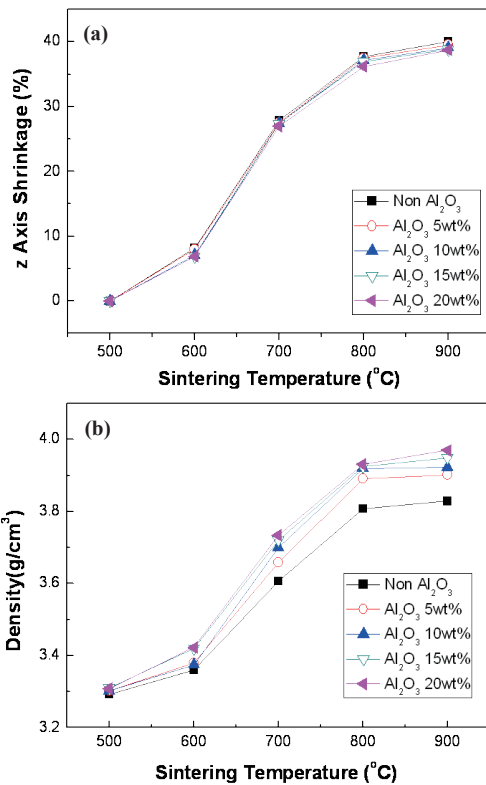 (a)
z Axis Shrinkage (%)
40
30
20
10
0
Non Al₂O₃
Al₂O₃ 5wt%
Al₂O₃ 10wt%
Al₂O₃ 15wt%
Al₂O₃ 20wt%
500 600 700 800 900
Sintering Temperature (°C)
(b)
Density(g/cm³)
4.0
3.8
3.6
3.4
3.2
Non Al₂O₃
Al₂O₃ 5wt%
Al₂O₃ 10wt%
Al₂O₃ 15wt%
Al₂O₃ 20wt%
500 600 700 800 900
Sintering Temperature (°C)